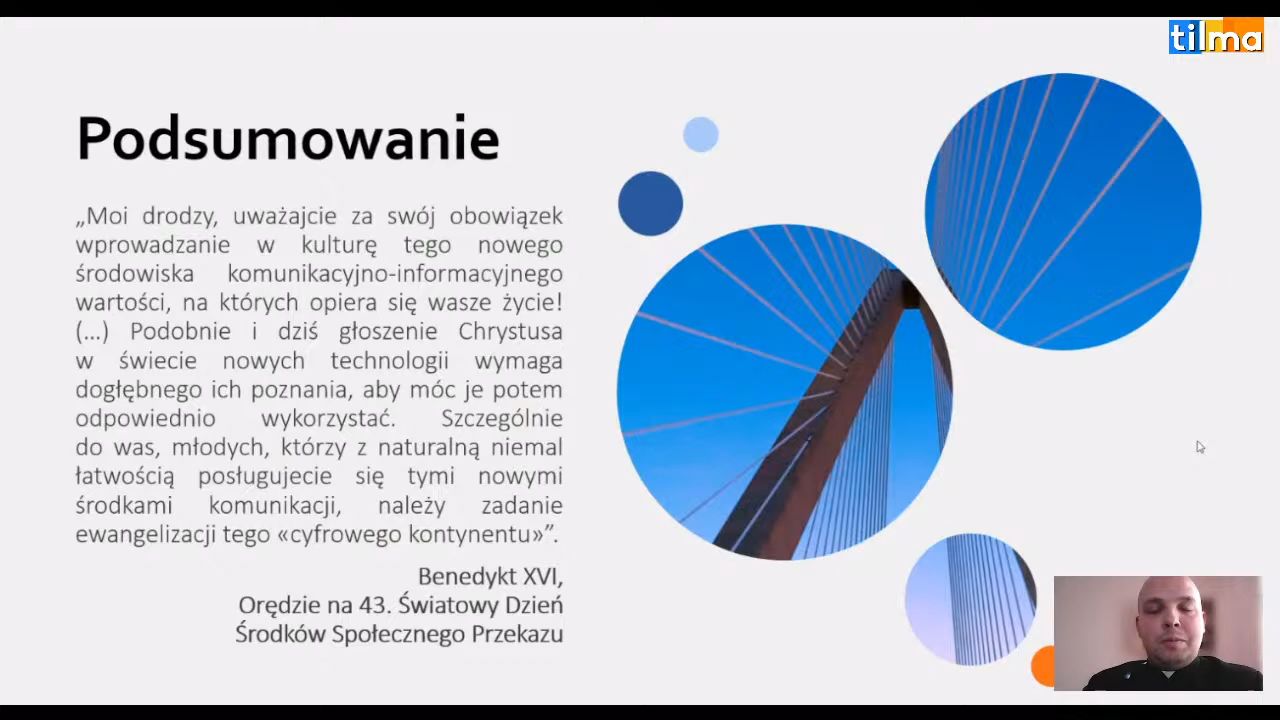 tilma
Podsumowanie
„Moi drodzy, uważajcie za swój obowiązek
wprowadzanie w kulturę tego nowego
środowiska komunikacyjno-informacyjnego
wartości, na których opiera się wasze życie!
(...) Podobnie i dziś głoszenie Chrystusa
w świecie nowych technologii wymaga
dogłębnego ich poznania, aby móc je potem
odpowiednio wykorzystać. Szczególnie
do was, młodych, którzy z naturalną niemal
łatwością posługujecie się tymi nowymi
środkami komunikacji, należy zadanie
ewangelizacji tego «cyfrowego kontynentu»”.
Benedykt XVI,
Orędzie na 43. Światowy Dzień
Środków Społecznego Przekazu